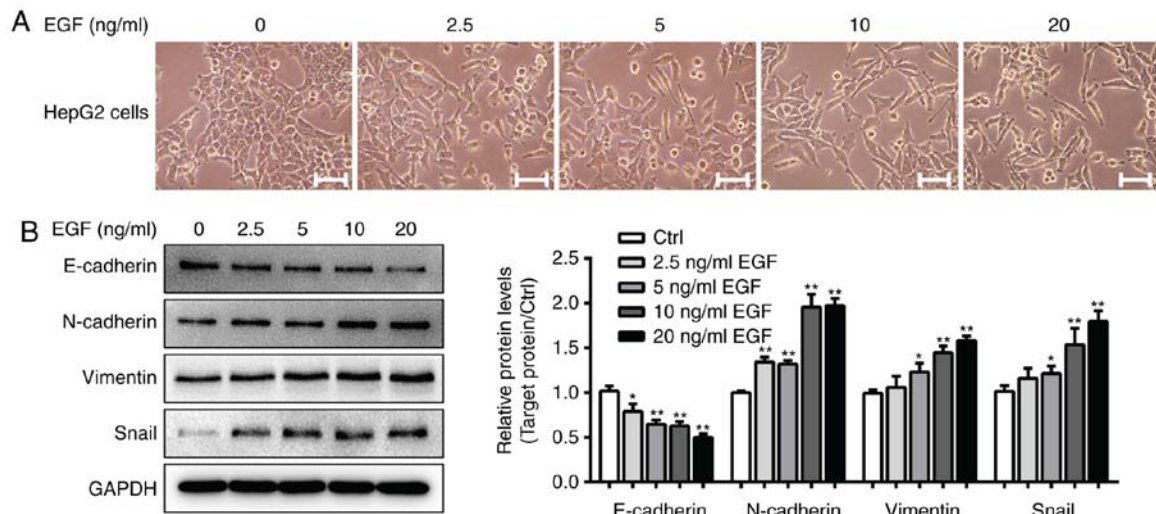 A EGF (ng/ml) 0 2.5 5 10 20
HepG2 cells
B EGF (ng/ml) 0 2.5 5 10 20
E-cadherin
N-cadherin
Vimentin
Snail
GAPDH
Relative protein levels
(Target protein/Ctrl)
2.5
2.0
1.5
1.0
0.5
0.0
Ctrl
2.5 ng/ml EGF
5 ng/ml EGF
10 ng/ml EGF
20 ng/ml EGF
* ** ** **
** ** ** **
* ** **
* ** **
E-cadherin N-cadherin Vimentin Snail